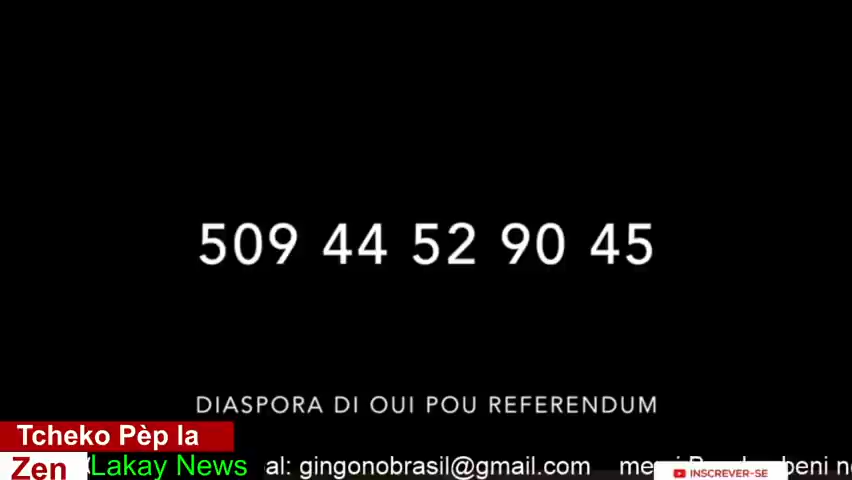 509 44 52 90 45
DIASPORA DI OUI POU REFERENDUM
Tcheko Pèp la
Zen Lakay News al: gingonobrasil@gmail.com
INSCREVER-SE